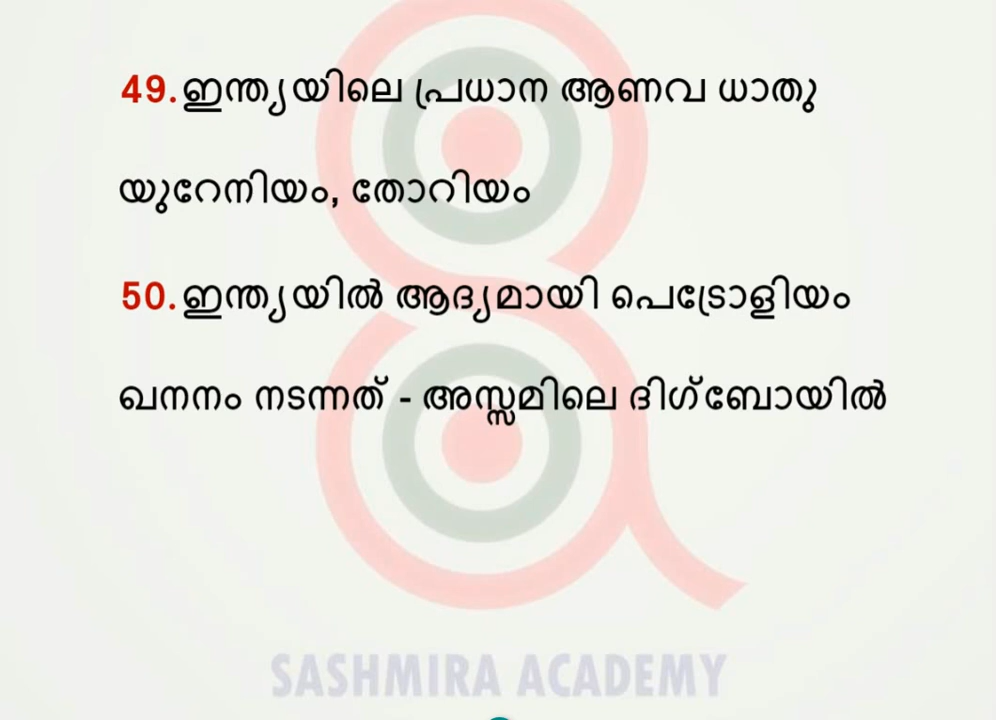 49.ഇന്ത്യയിലെ പ്രധാന ആണവ ധാതു
യുറേനിയം, തോറിയം
50.ഇന്ത്യയിൽ ആദ്യമായി പെട്രോളിയം
ഖനനം നടന്നത് - അസ്സമിലെ ദിഗ്ബോയിൽ
SASHMIRA ACADEMY